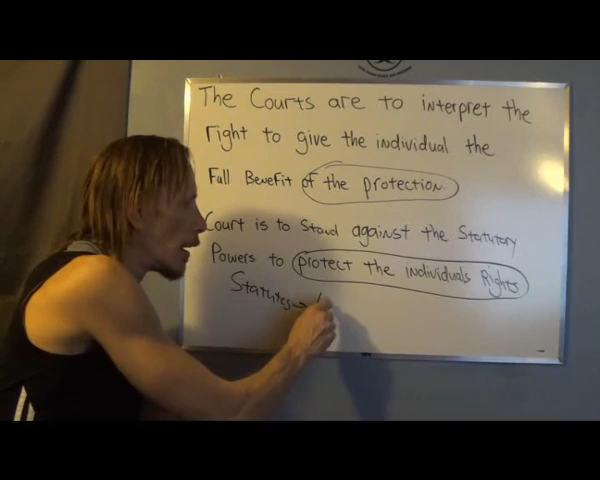 The Courts are to interpret the
right to give the individual the
Full Benefit of the protection.
Court is to Stand against the Statutory
Powers to protect the individuals Rights
Statutes →